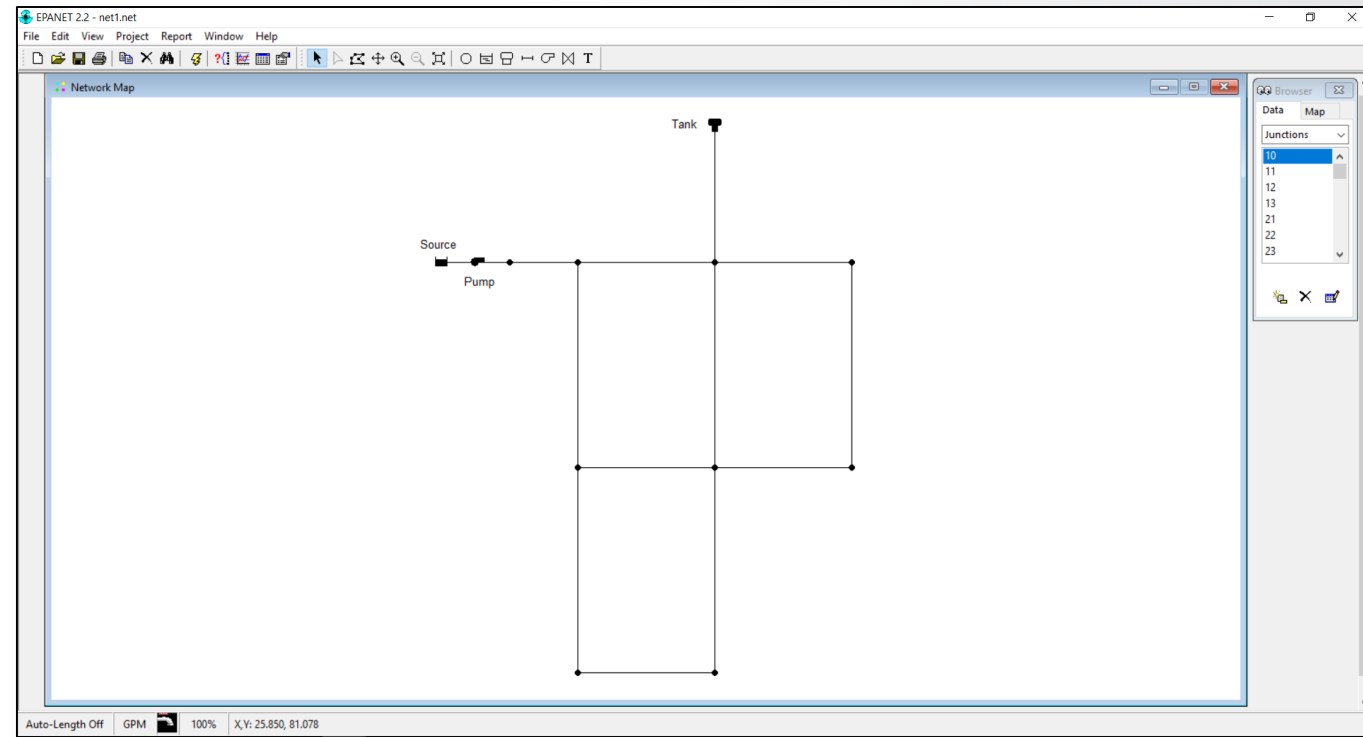 EPANET 2.2 - net1.net
File Edit View Project Report Window Help
T
Network Map
Browser
Data Map
Junctions
10
11
12
13
21
22
23
Tank
Source
Pump
Auto-Length Off GPM 100% X,Y: 25.850, 81.078